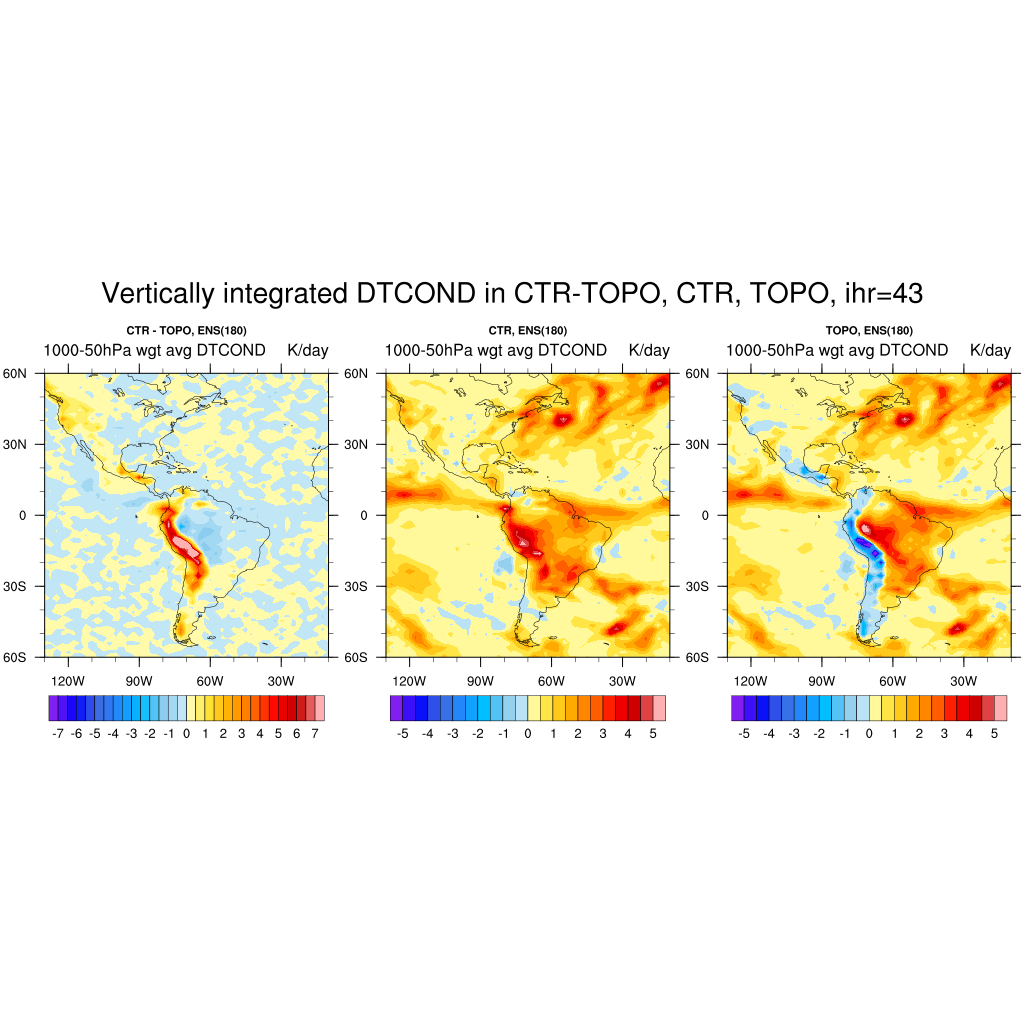 Vertically integrated DTCOND in CTR-TOPO, CTR, TOPO, ihr=43
CTR - TOPO, ENS(180)
1000-50hPa wgt avg DTCOND K/day
60N
30N
0
30S
60S
120W 90W 60W 30W
-7 -6 -5 -4 -3 -2 -1 0 1 2 3 4 5 6 7
CTR, ENS(180)
1000-50hPa wgt avg DTCOND K/day
60N
30N
0
30S
60S
120W 90W 60W 30W
-5 -4 -3 -2 -1 0 1 2 3 4 5
TOPO, ENS(180)
1000-50hPa wgt avg DTCOND K/day
60N
30N
0
30S
60S
120W 90W 60W 30W
-5 -4 -3 -2 -1 0 1 2 3 4 5